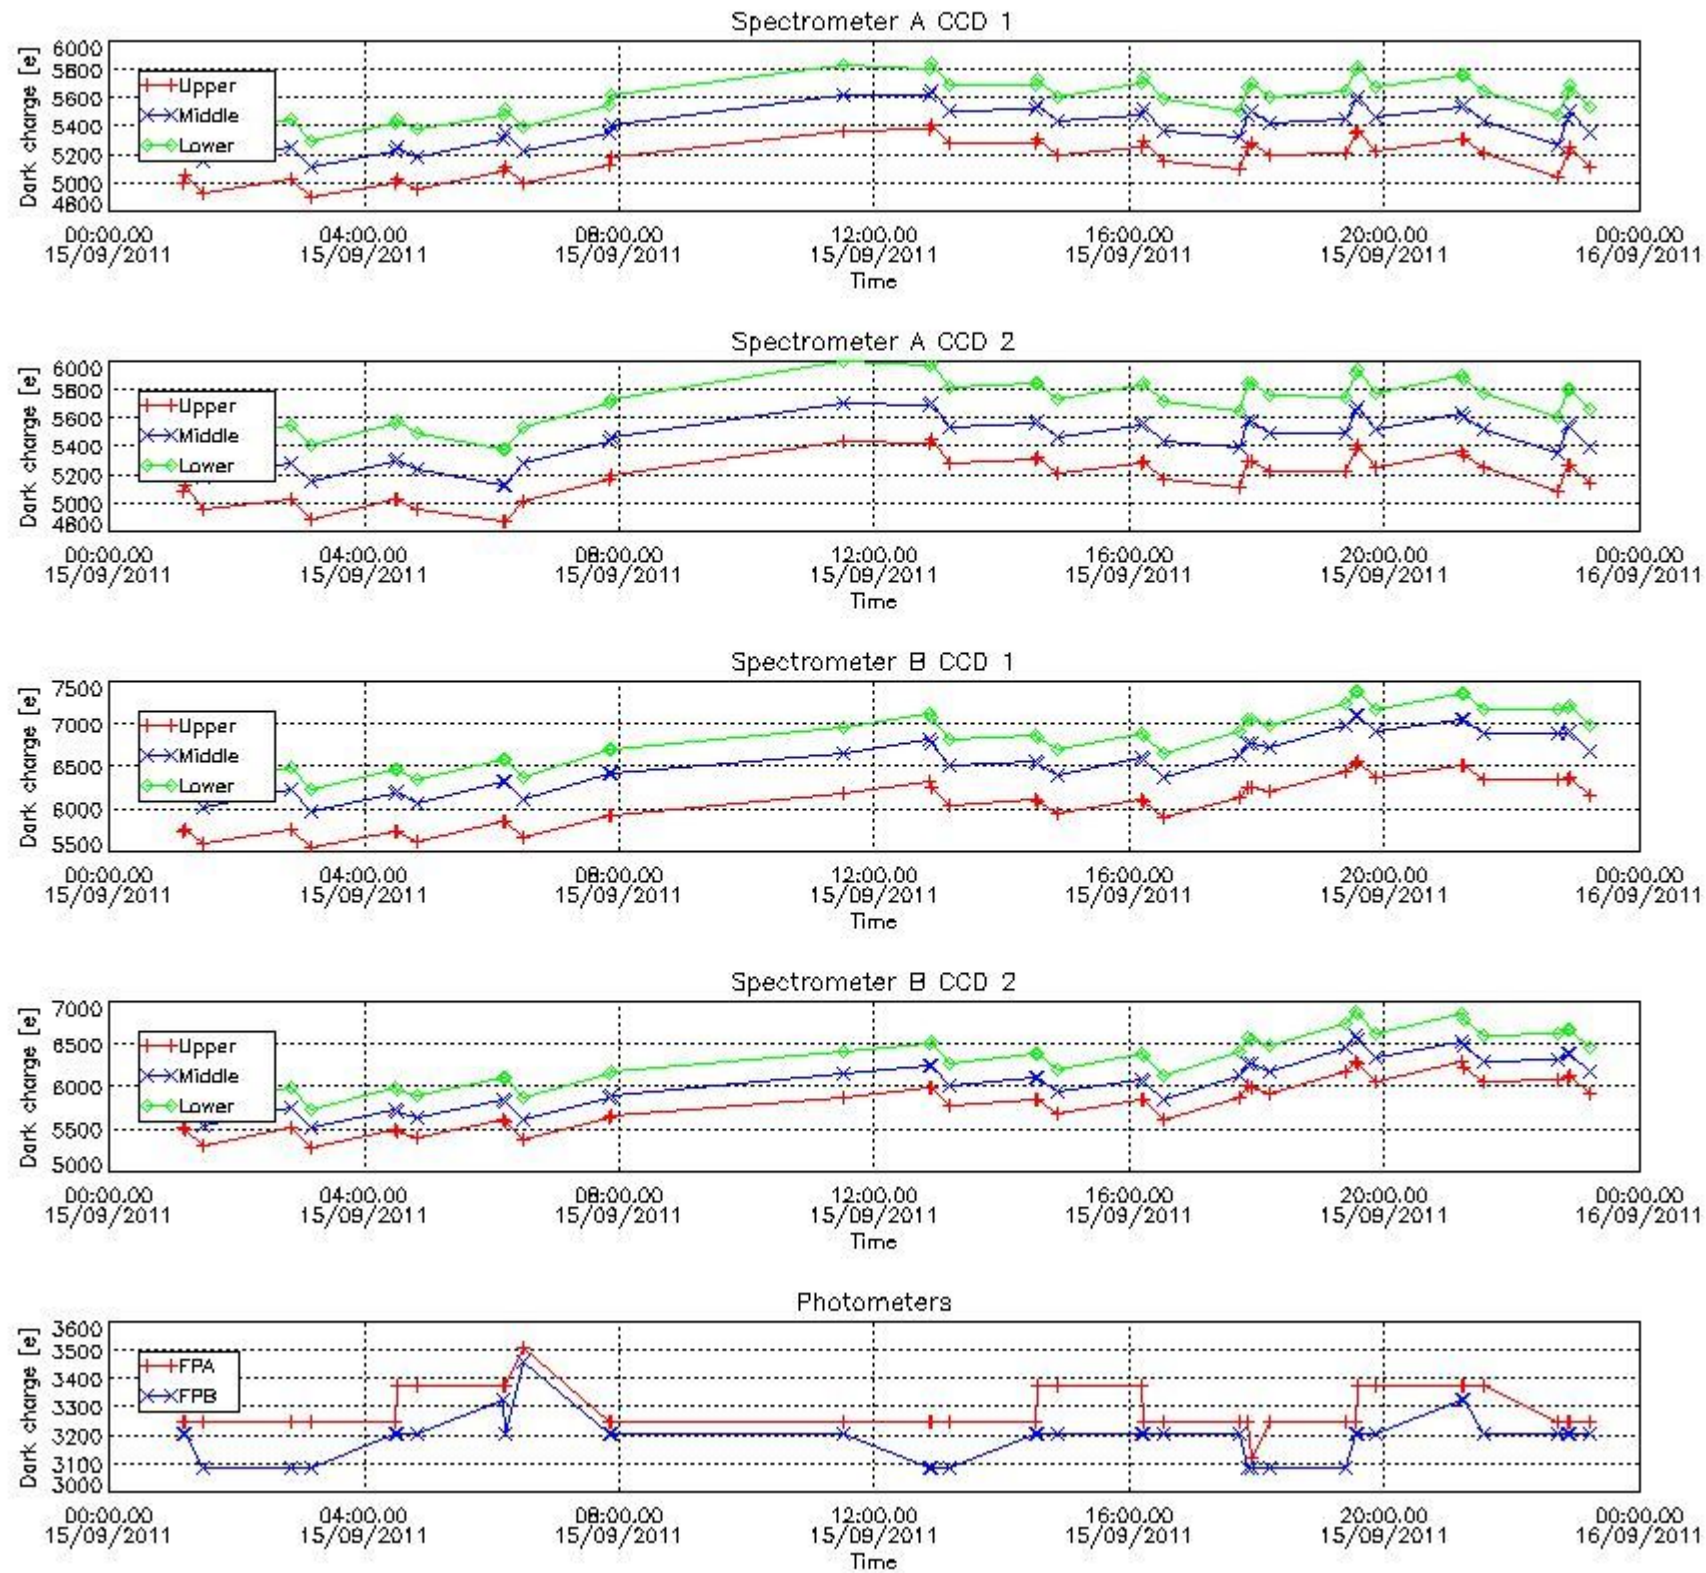 Spectrometer A CCD 1
Dark charge [e]
6000
5800
5600
5400
5200
5000
4800
Upper
Middle
Lower
00:00.00 04:00.00 08:00.00 12:00.00 16:00.00 20:00.00 00:00.00
15/09/2011 15/09/2011 15/09/2011 15/09/2011 15/09/2011 15/09/2011 16/09/2011
Time
Spectrometer A CCD 2
Dark charge [e]
6000
5800
5600
5400
5200
5000
4800
Upper
Middle
Lower
00:00.00 04:00.00 08:00.00 12:00.00 16:00.00 20:00.00 00:00.00
15/09/2011 15/09/2011 15/09/2011 15/09/2011 15/09/2011 15/09/2011 16/09/2011
Time
Spectrometer B CCD 1
Dark charge [e]
7500
7000
6500
6000
5500
Upper
Middle
Lower
00:00.00 04:00.00 08:00.00 12:00.00 16:00.00 20:00.00 00:00.00
15/09/2011 15/09/2011 15/09/2011 15/09/2011 15/09/2011 15/09/2011 16/09/2011
Time
Spectrometer B CCD 2
Dark charge [e]
7000
6500
6000
5500
5000
Upper
Middle
Lower
00:00.00 04:00.00 08:00.00 12:00.00 16:00.00 20:00.00 00:00.00
15/09/2011 15/09/2011 15/09/2011 15/09/2011 15/09/2011 15/09/2011 16/09/2011
Time
Photometers
Dark charge [e]
3600
3500
3400
3300
3200
3100
3000
FPA
FPB
00:00.00 04:00.00 08:00.00 12:00.00 16:00.00 20:00.00 00:00.00
15/09/2011 15/09/2011 15/09/2011 15/09/2011 15/09/2011 15/09/2011 16/09/2011
Time